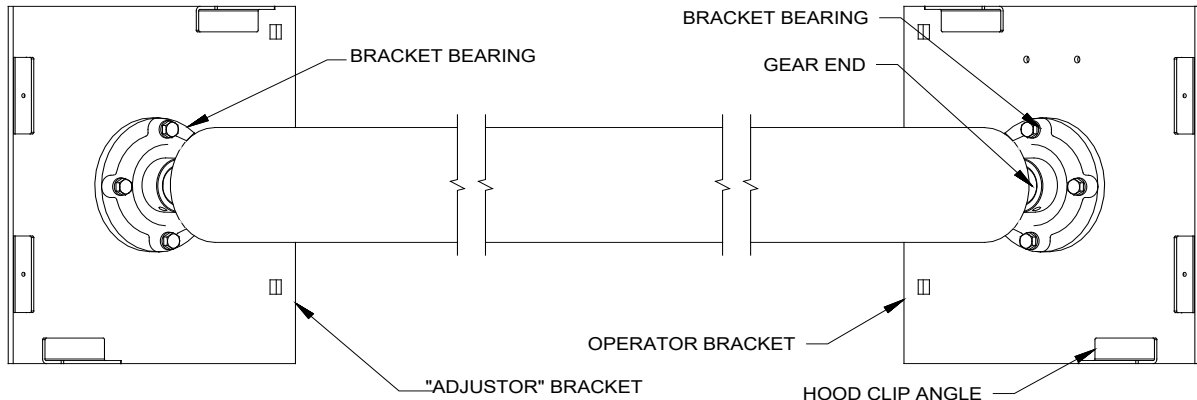 BRACKET BEARING
BRACKET BEARING
GEAR END
OPERATOR BRACKET
"ADJUSTOR" BRACKET
HOOD CLIP ANGLE